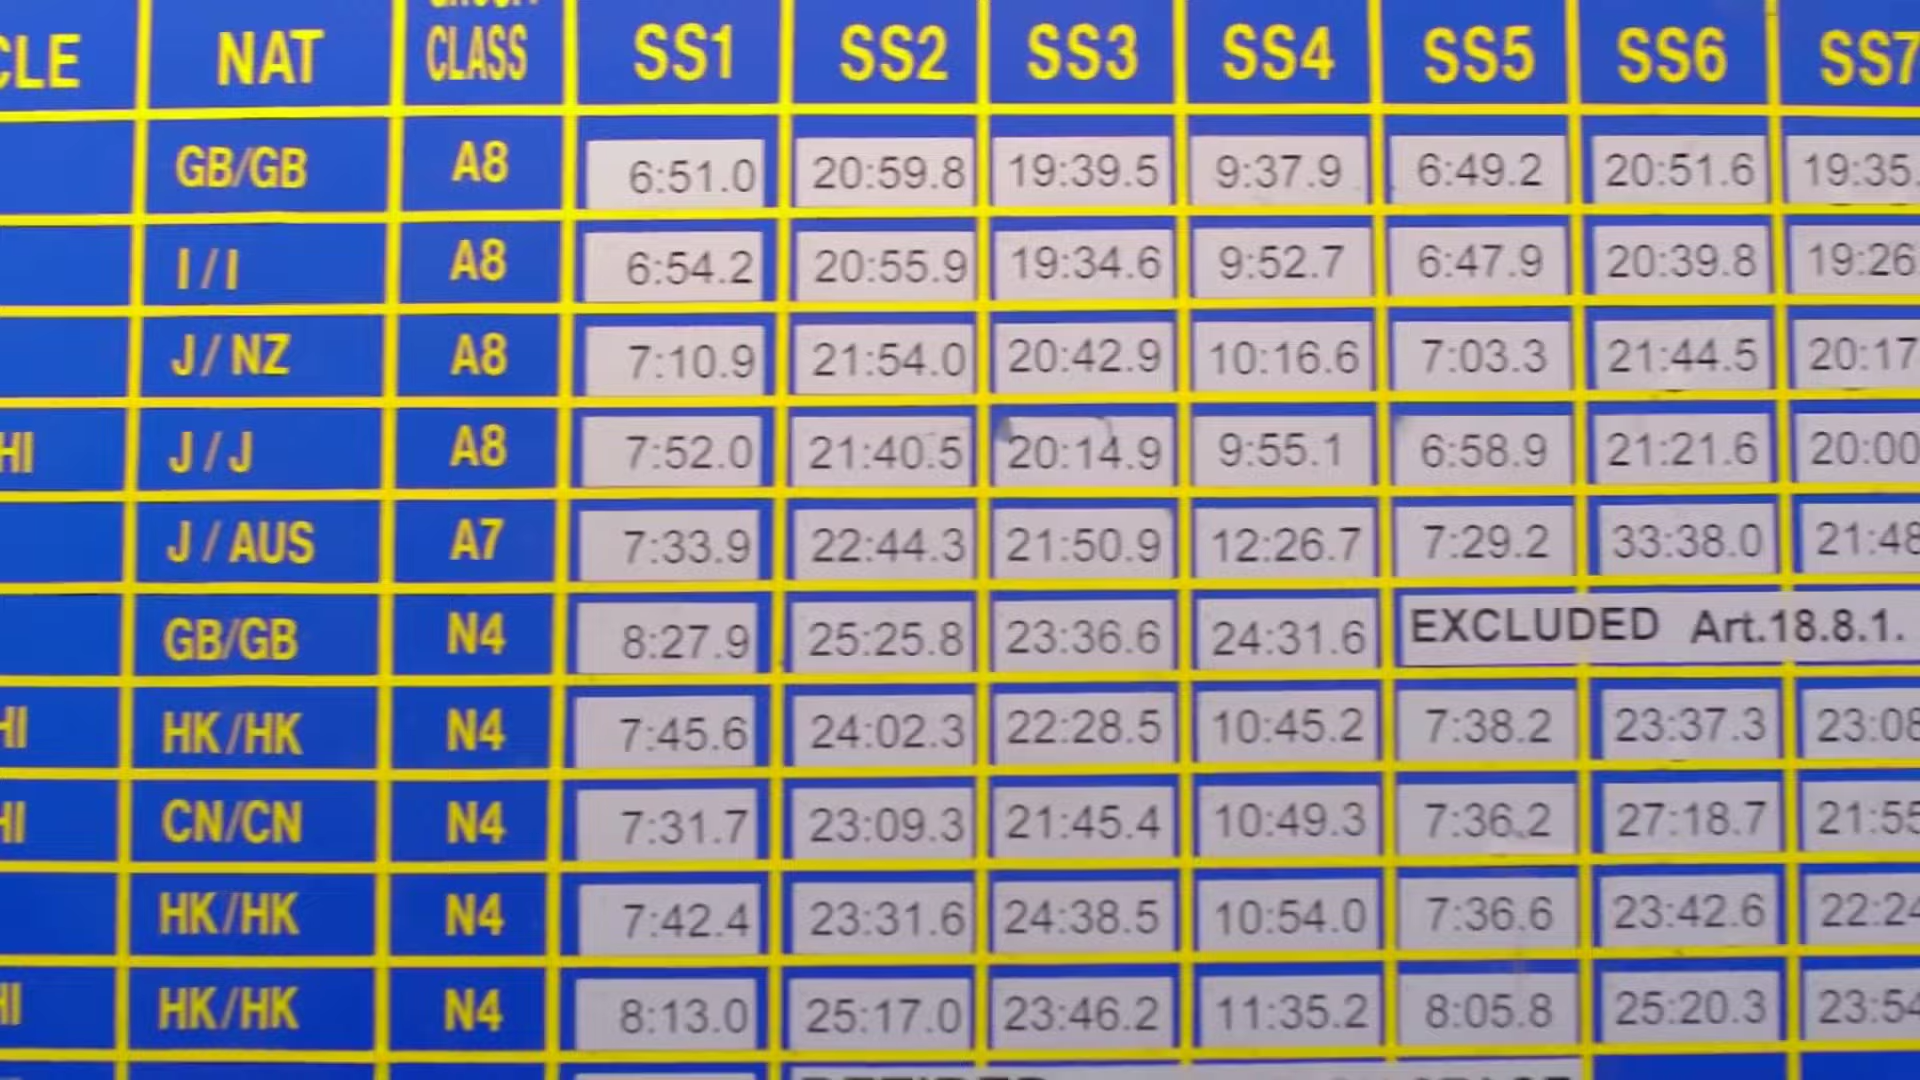 CLE NAT CLASS SS1 SS2 SS3 SS4 SS5 SS6 SS7
GB/GB A8 6:51.0 20:59.8 19:39.5 9:37.9 6:49.2 20:51.6 19:35.
I/I A8 6:54.2 20:55.9 19:34.6 9:52.7 6:47.9 20:39.8 19:26
J/NZ A8 7:10.9 21:54.0 20:42.9 10:16.6 7:03.3 21:44.5 20:17
HI J/J A8 7:52.0 21:40.5 20:14.9 9:55.1 6:58.9 21:21.6 20:00
J/AUS A7 7:33.9 22:44.3 21:50.9 12:26.7 7:29.2 33:38.0 21:48
GB/GB N4 8:27.9 25:25.8 23:36.6 24:31.6 EXCLUDED Art.18.8.1.
HI HK/HK N4 7:45.6 24:02.3 22:28.5 10:45.2 7:38.2 23:37.3 23:08
HI CN/CN N4 7:31.7 23:09.3 21:45.4 10:49.3 7:36.2 27:18.7 21:55
HK/HK N4 7:42.4 23:31.6 24:38.5 10:54.0 7:36.6 23:42.6 22:24
HI HK/HK N4 8:13.0 25:17.0 23:46.2 11:35.2 8:05.8 25:20.3 23:54